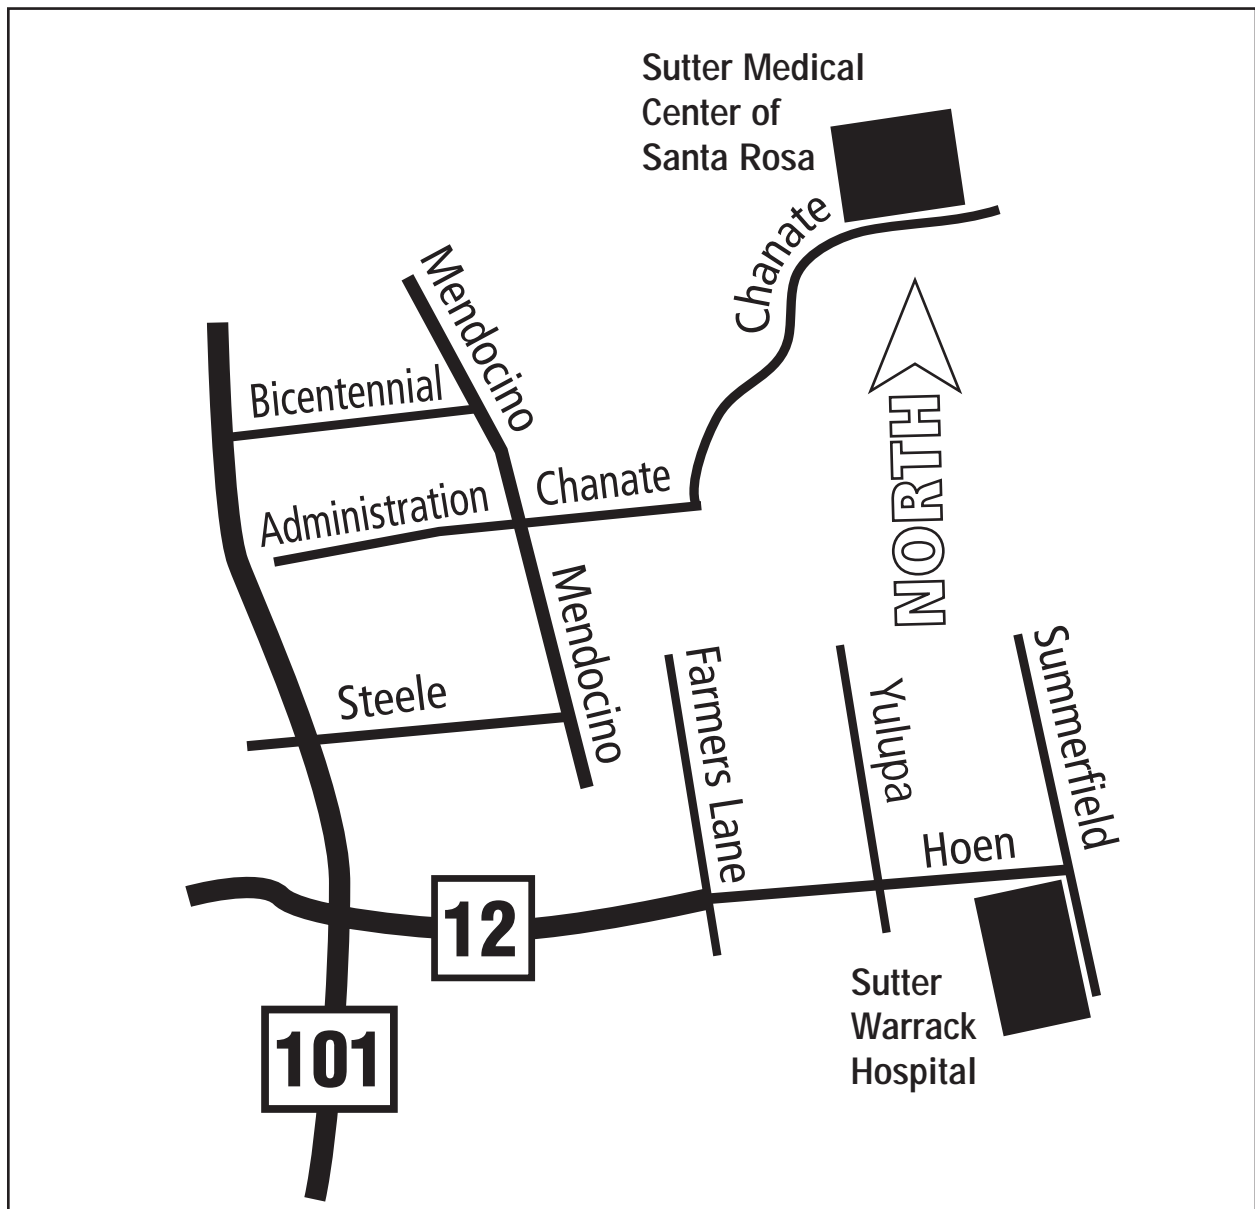 Sutter Medical
Center of
Santa Rosa
Chanate
Mendocino
Bicentennial
Chanate
Administration
NORTH
Mendocino
Steele
Farmers Lane
Yulupa
Summerfield
Hoen
12
Sutter
Warrack
Hospital
101